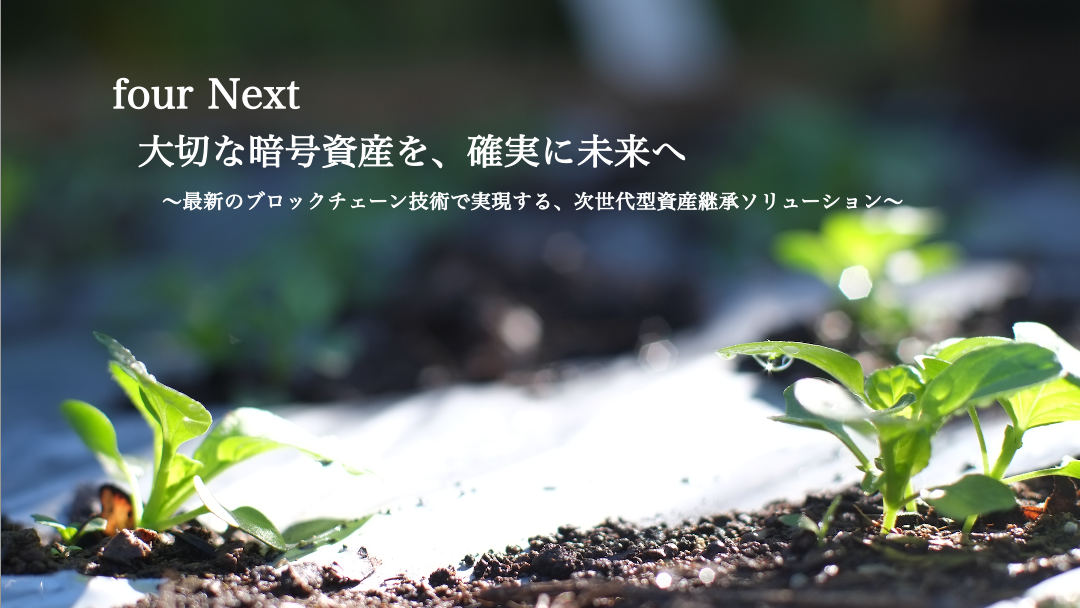 four Next
大切な暗号資産を、確実に未来へ
～最新のブロックチェーン技術で実現する、次世代型資産継承ソリューション～